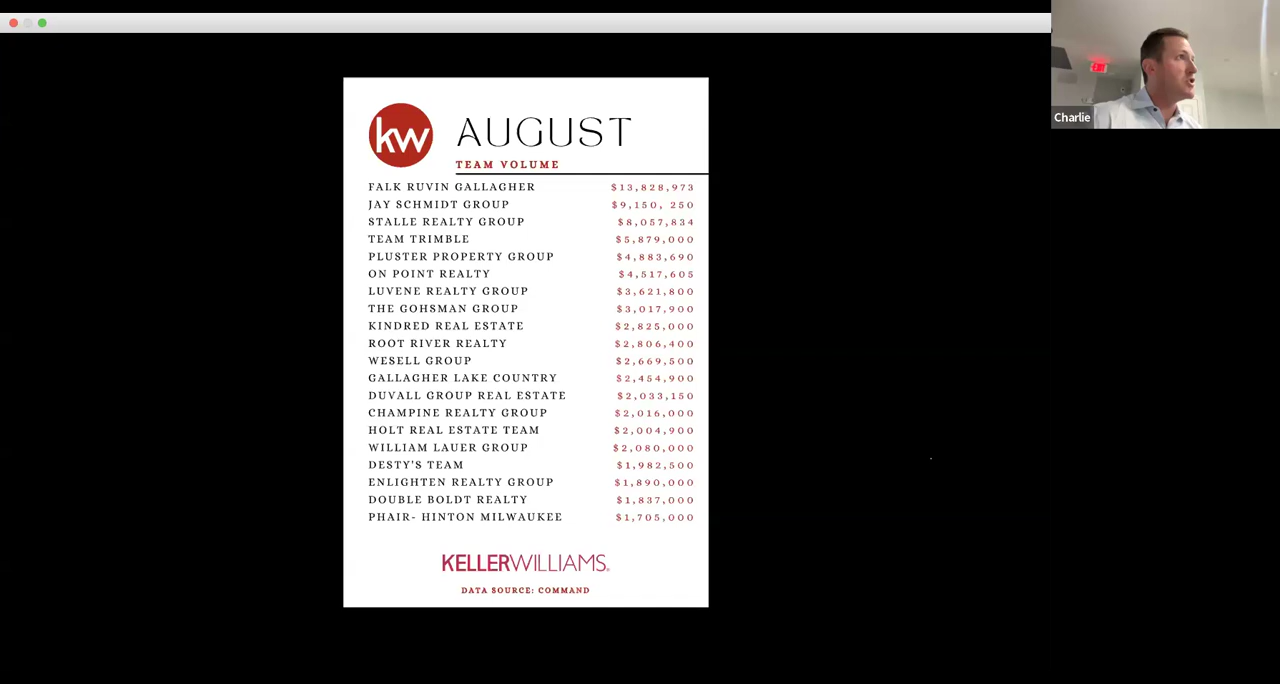 kw
AUGUST
TEAM VOLUME
FALK RUVIN GALLAGHER $13,828,973
JAY SCHMIDT GROUP $9,150, 250
STALLE REALTY GROUP $8,057,834
TEAM TRIMBLE $5,879,000
PLUSTER PROPERTY GROUP $4,883,690
ON POINT REALTY $4,517,605
LUVENE REALTY GROUP $3,621,800
THE GOHSMAN GROUP $3,017,900
KINDRED REAL ESTATE $2,825,000
ROOT RIVER REALTY $2,806,400
WESELL GROUP $2,669,500
GALLAGHER LAKE COUNTRY $2,454,900
DUVALL GROUP REAL ESTATE $2,033,150
CHAMPINE REALTY GROUP $2,016,000
HOLT REAL ESTATE TEAM $2,004,900
WILLIAM LAUER GROUP $2,080,000
DESTY'S TEAM $1,982,500
ENLIGHTEN REALTY GROUP $1,890,000
DOUBLE BOLDT REALTY $1,837,000
PHAIR- HINTON MILWAUKEE $1,705,000
KELLERWILLIAMS.
DATA SOURCE: COMMAND
Charlie